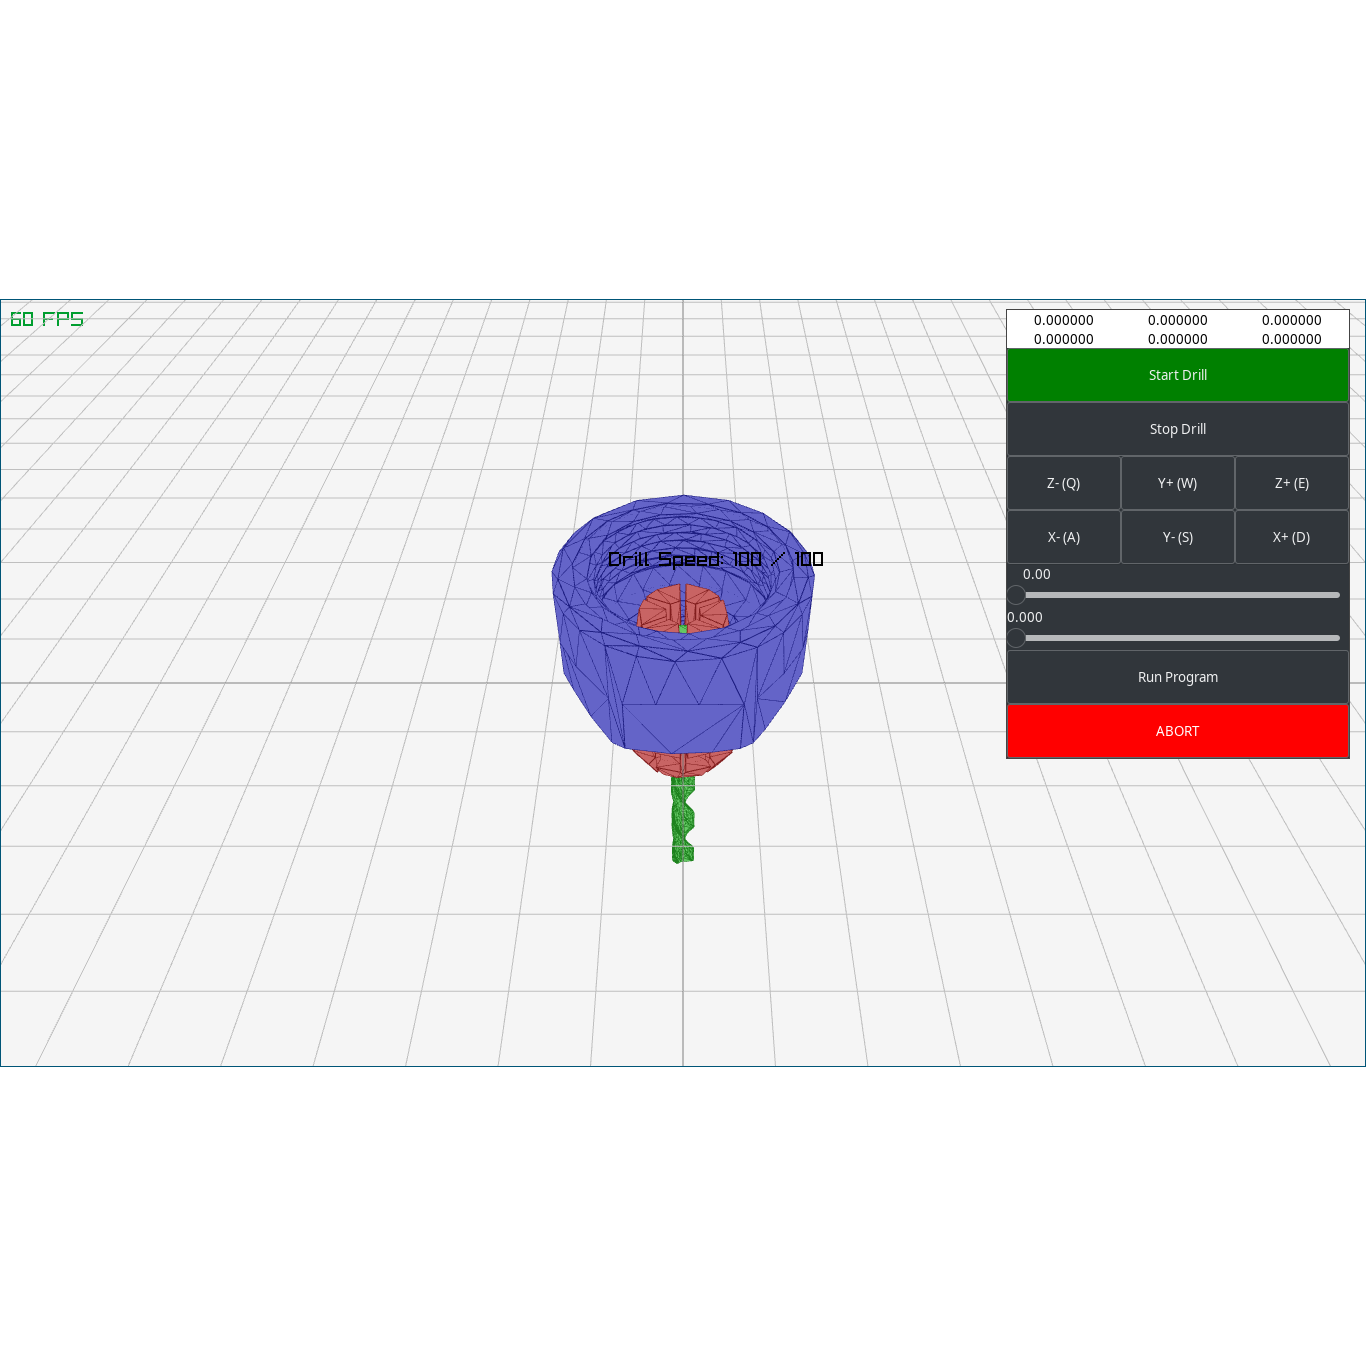 60 FPS
0.000000 0.000000 0.000000
0.000000 0.000000 0.000000
Start Drill
Stop Drill
Z- (Q) Y+ (W) Z+ (E)
X- (A) Y- (S) X+ (D)
Drill Speed: 100 / 100
0.00
0.000
Run Program
ABORT